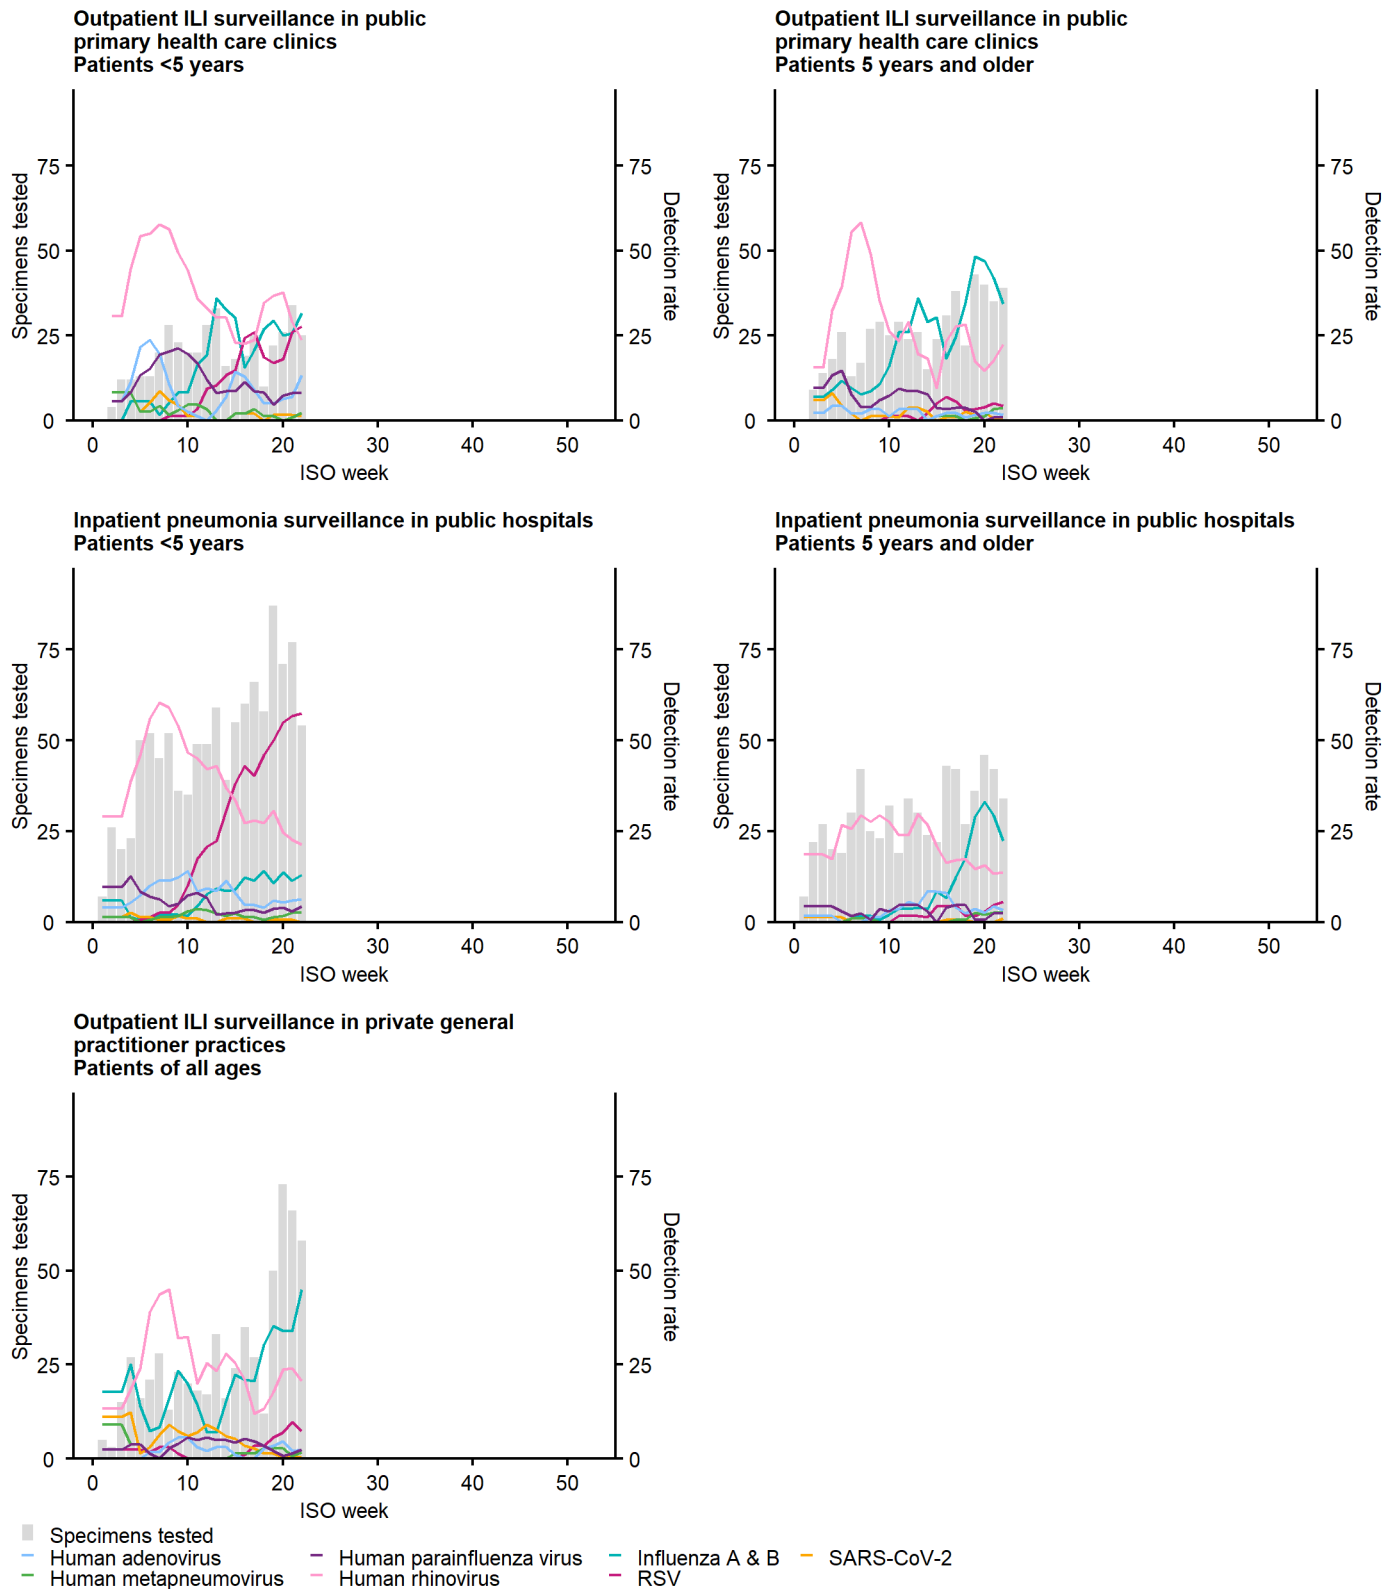 Outpatient ILI surveillance in public
primary health care clinics
Patients <5 years
Specimens tested
75
50
25
0
75
50
25
0
Detection rate
0 10 20 30 40 50
ISO week
Outpatient ILI surveillance in public
primary health care clinics
Patients 5 years and older
Specimens tested
75
50
25
0
75
50
25
0
Detection rate
0 10 20 30 40 50
ISO week
Inpatient pneumonia surveillance in public hospitals
Patients <5 years
Specimens tested
75
50
25
0
75
50
25
0
Detection rate
0 10 20 30 40 50
ISO week
Inpatient pneumonia surveillance in public hospitals
Patients 5 years and older
Specimens tested
75
50
25
0
75
50
25
0
Detection rate
0 10 20 30 40 50
ISO week
Outpatient ILI surveillance in private general
practitioner practices
Patients of all ages
Specimens tested
75
50
25
0
75
50
25
0
Detection rate
0 10 20 30 40 50
ISO week
Specimens tested
Human adenovirus Human parainfluenza virus Influenza A & B SARS-CoV-2
Human metapneumovirus Human rhinovirus RSV